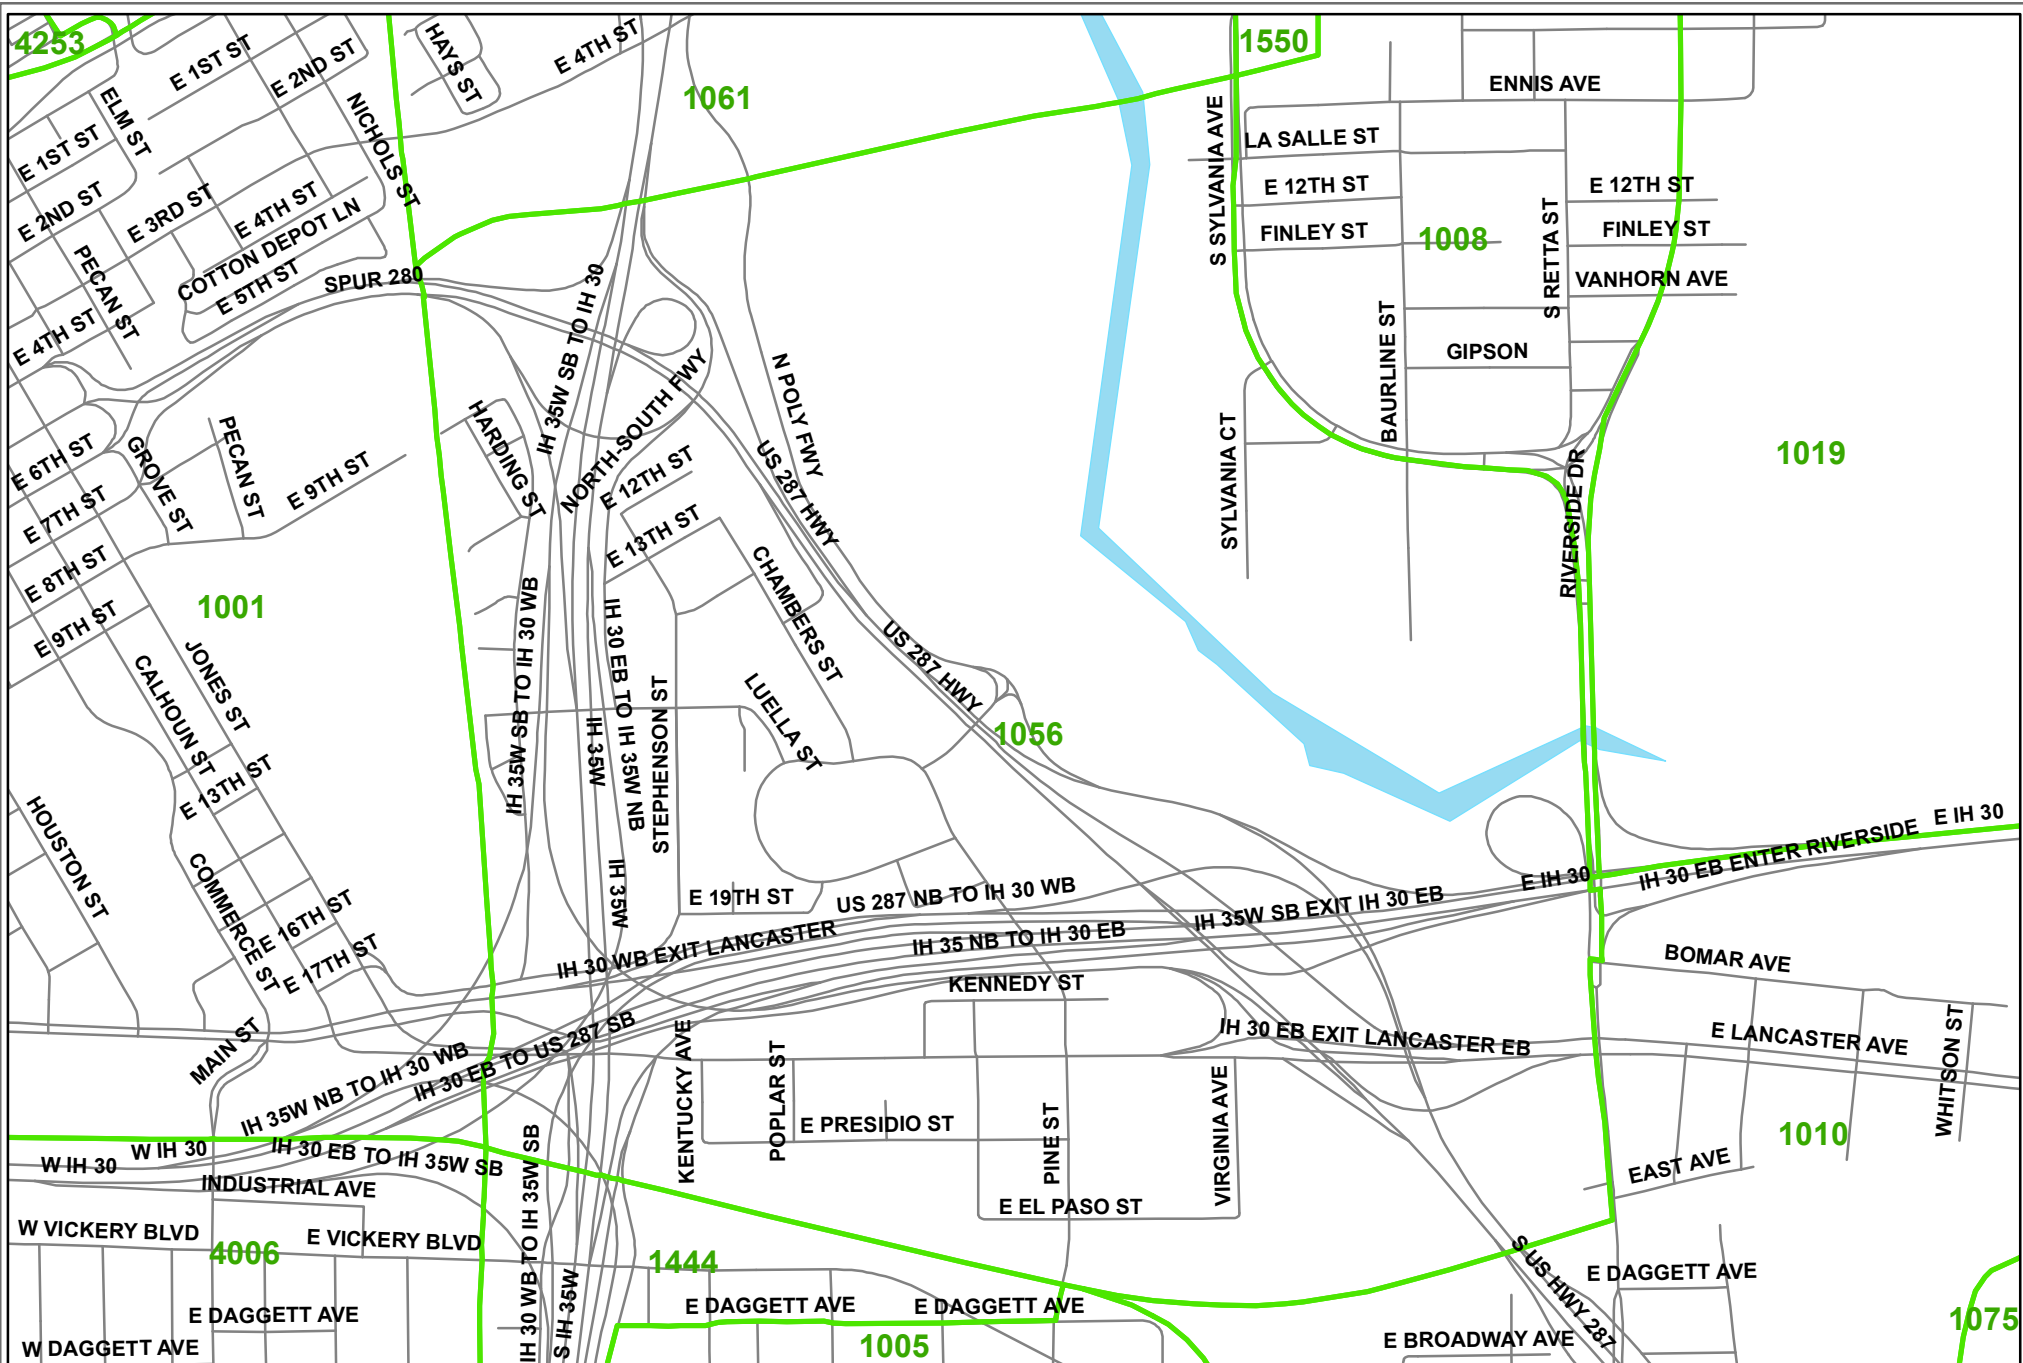 4253
E 1ST ST
E 2ND ST
HAYS ST
E 4TH ST
1550
1061
ENNIS AVE
ELM ST
NICHOLS ST
S SYLVANIA AVE
LA SALLE ST
E 1ST ST
E 12TH ST
E 12TH ST
E 2ND ST
E 3RD ST
E 4TH ST
COTTON DEPOT LN
FINLEY ST
1008
S RETTA ST
FINLEY ST
PECAN ST
E 5TH ST
SPUR 280
VANHORN AVE
E 4TH ST
IH 35W SB TO IH 30
NORTH-SOUTH FWY
N POLY FWY
BAURLINE ST
GIPSON
E 6TH ST
GROVE ST
PECAN ST
E 9TH ST
HARDING ST
E 12TH ST
US 287 HWY
SYLVANIA CT
RIVERSIDE DR
1019
E 7TH ST
E 13TH ST
E 8TH ST
CHAMBERS ST
1001
E 9TH ST
IH 35W SB TO IH 30 WB
IH 30 EB TO IH 35W NB
US 287 HWY
CALHOUN ST
JONES ST
STEPHENSON ST
LUELLA ST
IH 35W
1056
E 13TH ST
HOUSTON ST
COMMERCE ST
E IH 30
IH 30 EB ENTER RIVERSIDE
E IH 30
IH 35W
E 19TH ST
US 287 NB TO IH 30 WB
IH 35W SB EXIT IH 30 EB
E 16TH ST
IH 30 WB EXIT LANCASTER
IH 35 NB TO IH 30 EB
E 17TH ST
BOMAR AVE
KENNEDY ST
MAIN ST
IH 35W NB TO IH 30 WB
IH 30 EB TO US 287 SB
KENTUCKY AVE
POPLAR ST
IH 30 EB EXIT LANCASTER EB
E LANCASTER AVE
WHITSON ST
E PRESIDIO ST
PINE ST
VIRGINIA AVE
1010
W IH 30
W IH 30
IH 30 EB TO IH 35W SB
IH 30 WB TO IH 35W SB
EAST AVE
INDUSTRIAL AVE
E EL PASO ST
W VICKERY BLVD
4006
E VICKERY BLVD
1444
S US HWY 287
E DAGGETT AVE
S IH 35W
E DAGGETT AVE
E DAGGETT AVE
E DAGGETT AVE
1075
W DAGGETT AVE
1005
E BROADWAY AVE